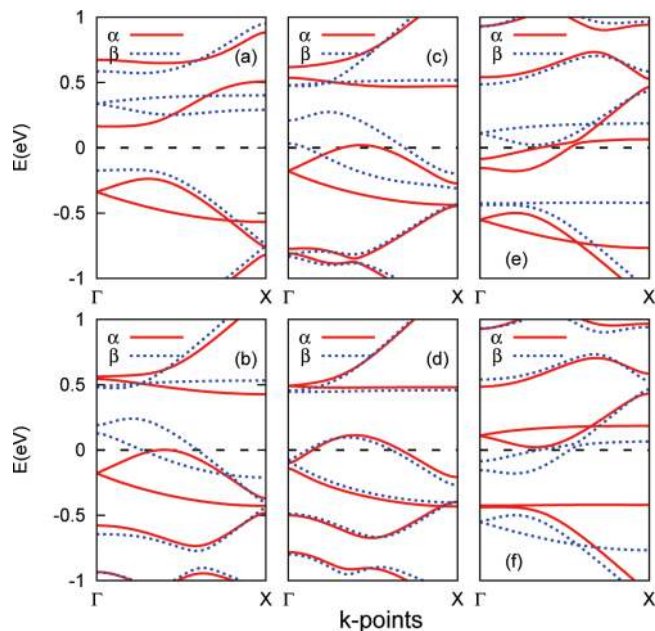 α
β
(a)
α
β
(c)
α
β
(e)
1
0.5
0
-0.5
-1
E(eV)
Γ X
Γ X
Γ X
α
β
(b)
α
β
(d)
α
β
(f)
1
0.5
0
-0.5
-1
E(eV)
Γ X
Γ X
Γ X
k-points